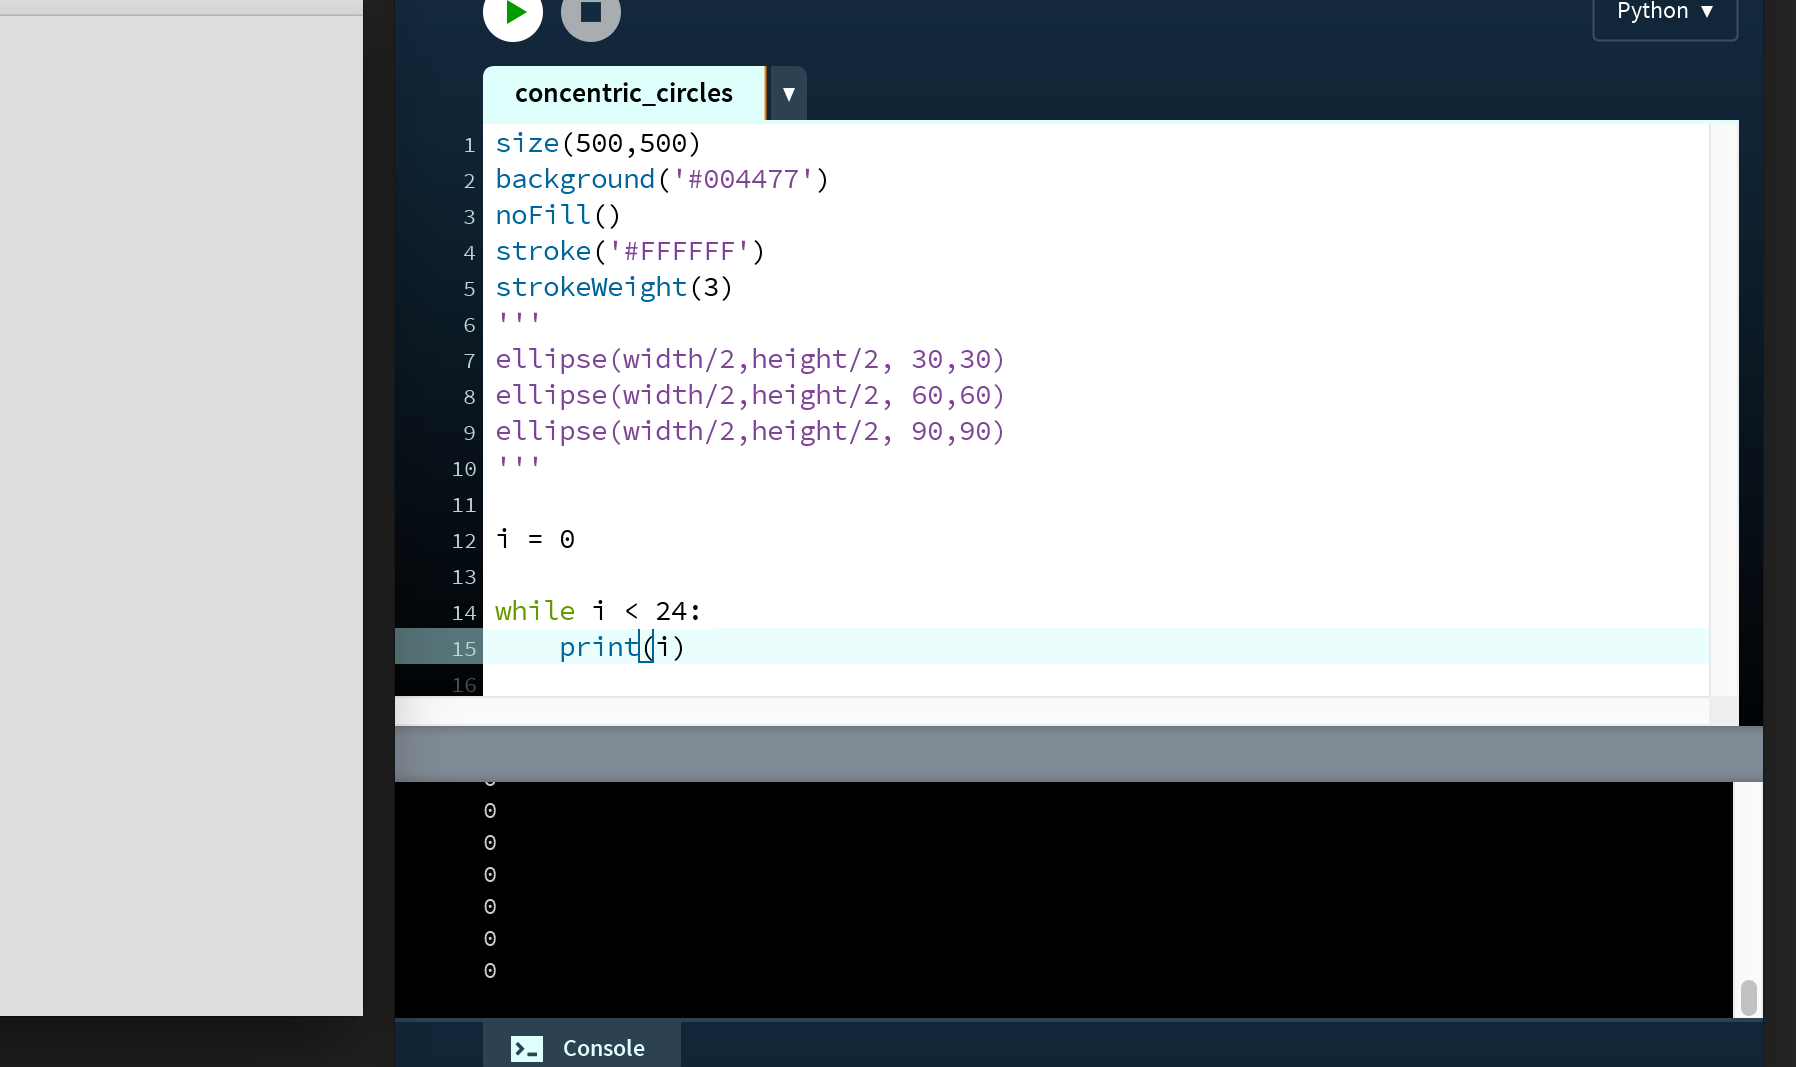 Python ▼
concentric_circles ▼
1 size(500,500)
2 background('#004477')
3 noFill()
4 stroke('#FFFFFF')
5 strokeWeight(3)
6 '''
7 ellipse(width/2,height/2, 30,30)
8 ellipse(width/2,height/2, 60,60)
9 ellipse(width/2,height/2, 90,90)
10 '''
11
12 i = 0
13
14 while i < 24:
15     print(i)
16
0
0
0
0
0
0
Console